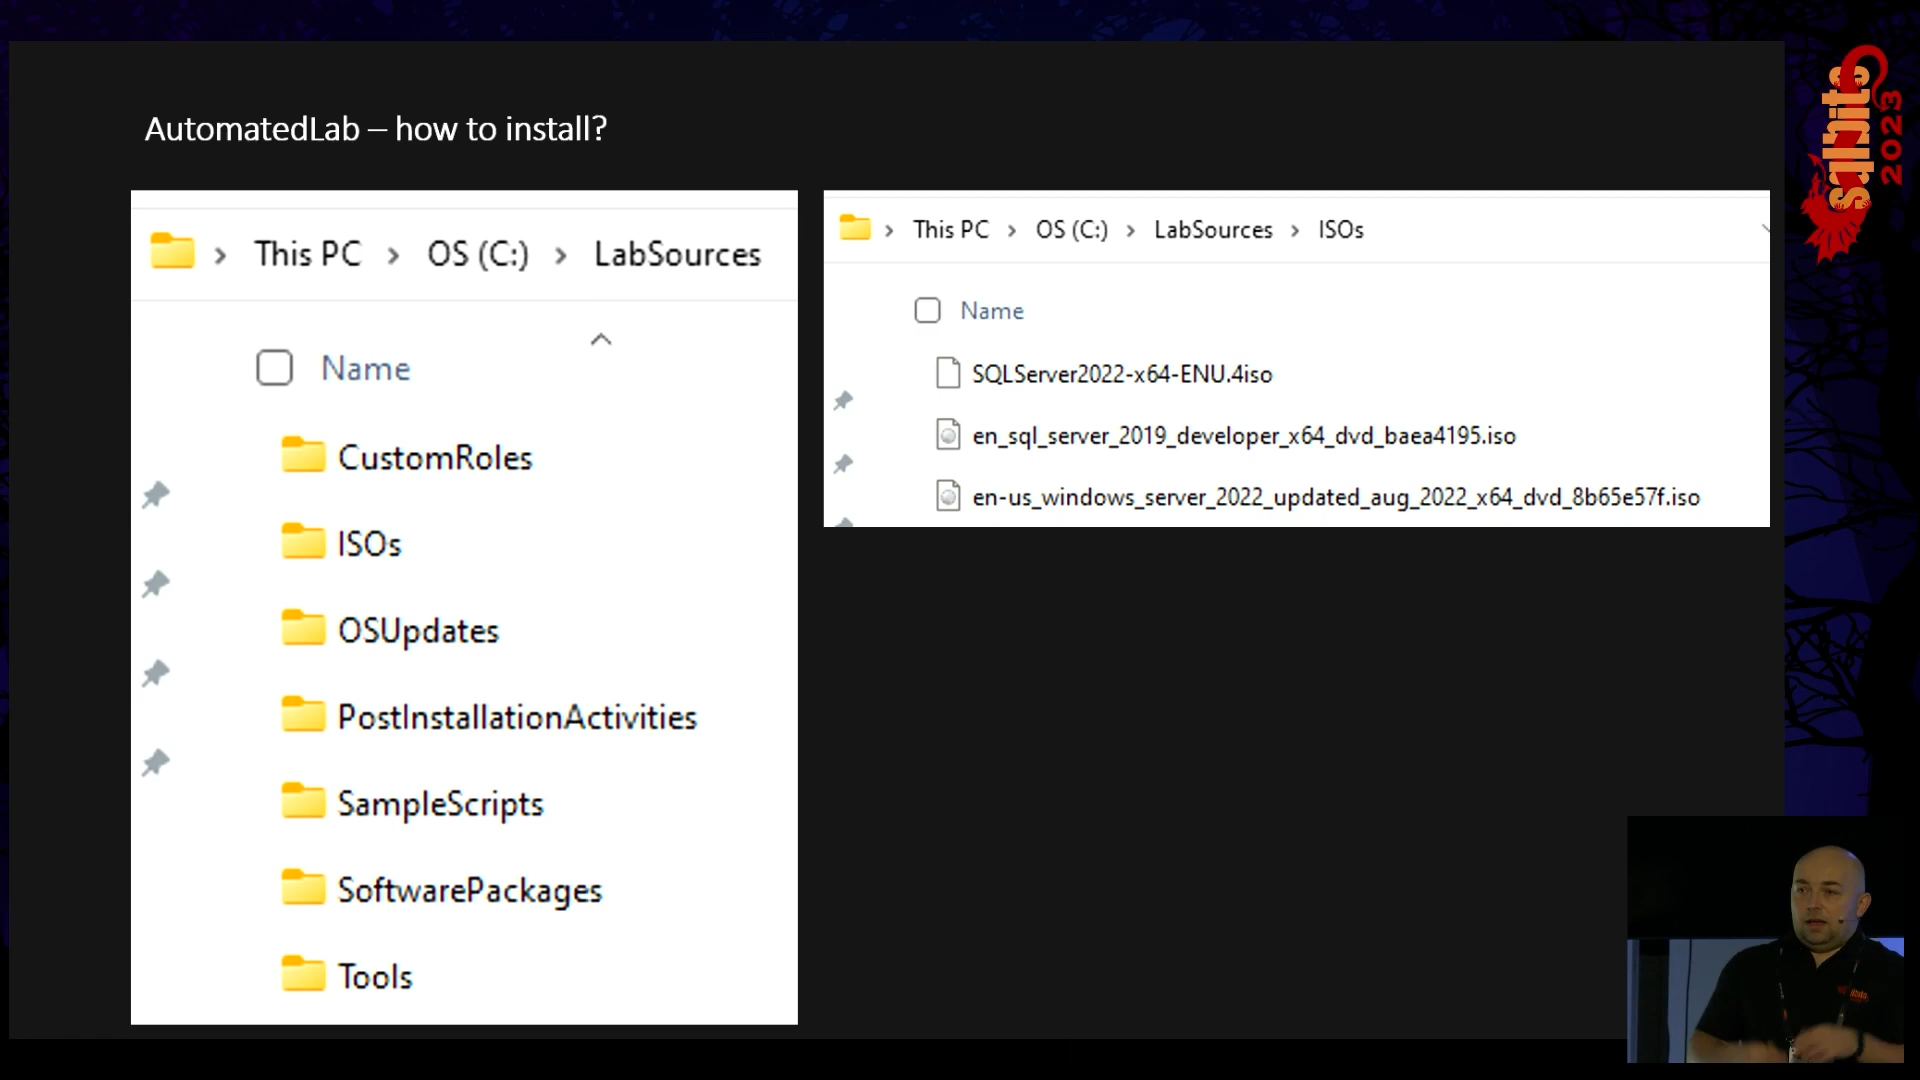 AutomatedLab – how to install?
This PC > OS (C:) > LabSources
Name
CustomRoles
ISOs
OSUpdates
PostInstallationActivities
SampleScripts
SoftwarePackages
Tools
This PC > OS (C:) > LabSources > ISOs
Name
SQLServer2022-x64-ENU.4iso
en_sql_server_2019_developer_x64_dvd_baea4195.iso
en-us_windows_server_2022_updated_aug_2022_x64_dvd_8b65e57f.iso
sqlbits
2023